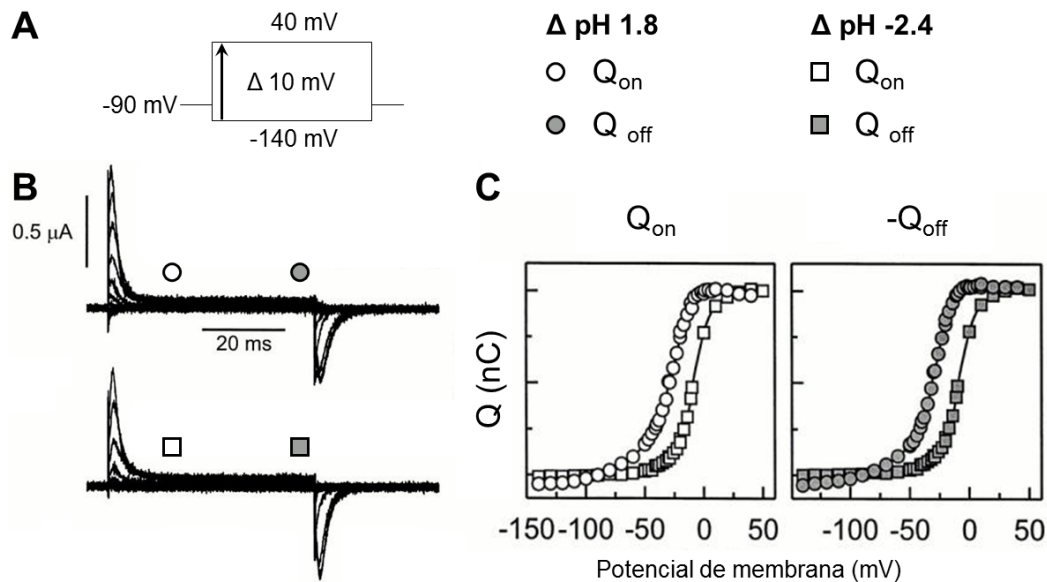 A
40 mV
Δ 10 mV
-90 mV
-140 mV
Δ pH 1.8
Q on
Q off
Δ pH -2.4
Q on
Q off
B
0.5 μA
20 ms
C
Q on
-Q off
Q (nC)
-150 -100 -50 0 50
-100 -50 0 50
Potencial de membrana (mV)